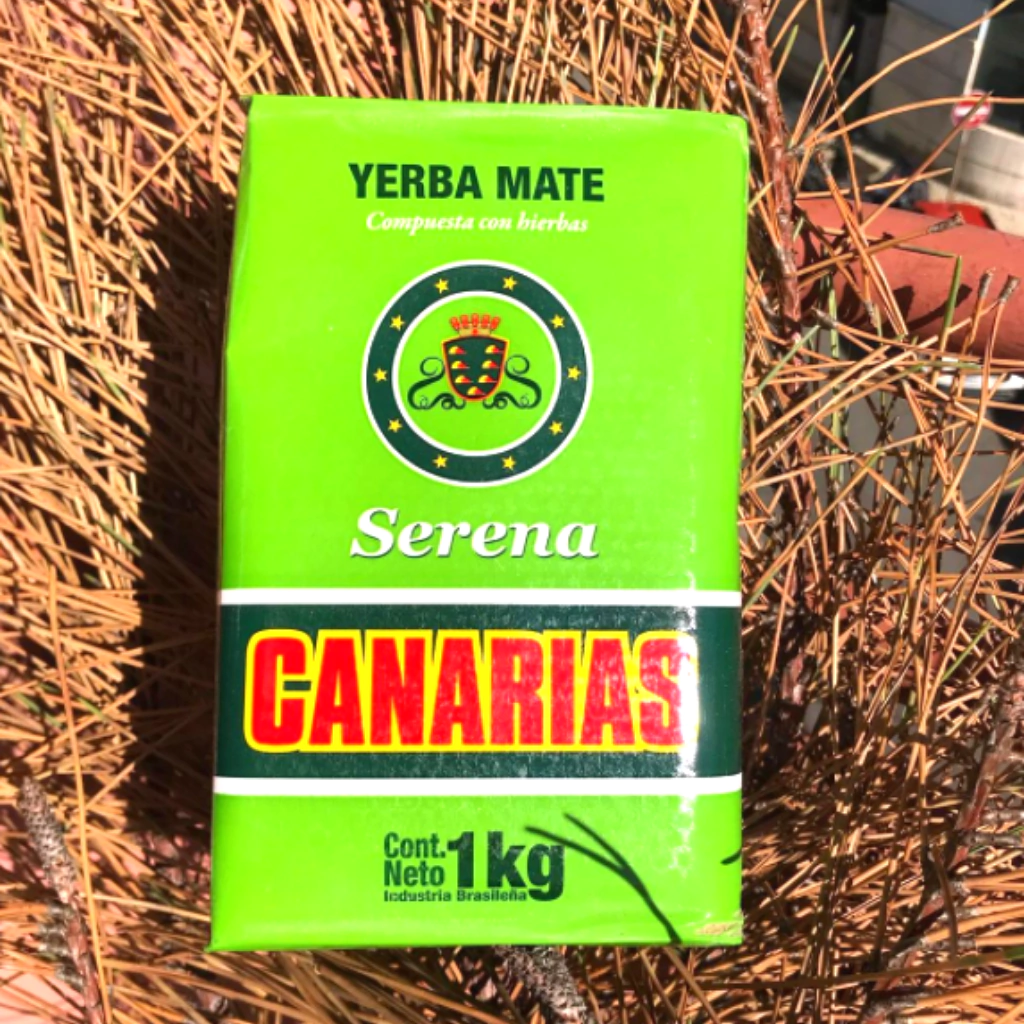 YERBA MATE
Compuesta con hierbas
Serena
CANARIAS
Cont.
Neto 1kg
Industria Brasileña